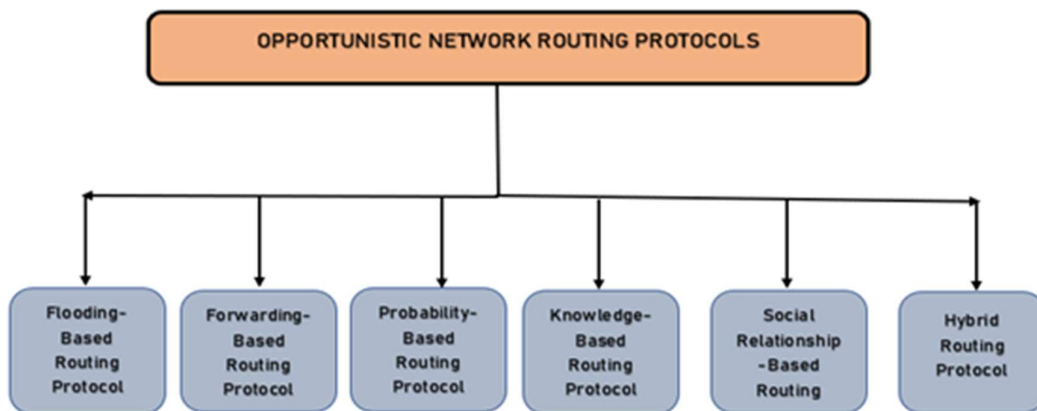 OPPORTUNISTIC NETWORK ROUTING PROTOCOLS
Flooding-
Based
Routing
Protocol
Forwarding-
Based
Routing
Protocol
Probability-
Based
Routing
Protocol
Knowledge-
Based
Routing
Protocol
Social
Relationship
-Based
Routing
Hybrid
Routing
Protocol